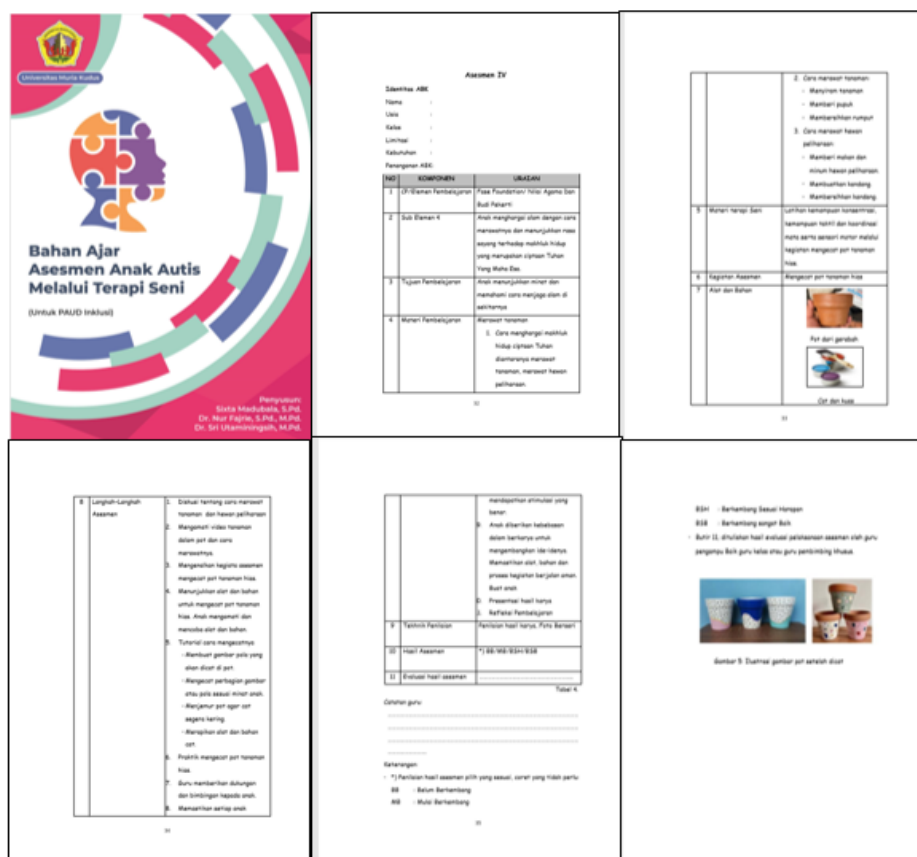 Universitas Muria Kudus
Bahan Ajar
Asesmen Anak Autis
Melalui Terapi Seni
(Untuk PAUD Inklusi)
Penyusun:
Sixta Madubala, S.Pd.
Dr. Nur Fajrie, S.Pd., M.Pd.
Dr. Sri Utaminingsih, M.Pd.
Asesmen IV
Identitas ABK
Nama :
Usia :
Kelas :
Limitasi :
Kebutuhan :
Penanganan ABK:
NO KOMPONEN URAIAN
1 CP/Elemen Pembelajaran Fase Foundation/ Nilai Agama Dan
Budi Pekerti
2 Sub Elemen 4 Anak menghargai alam dengan cara
merawatnya dan menunjukkan rasa
sayang terhadap makhluk hidup
yang merupakan ciptaan Tuhan
Yang Maha Esa.
3 Tujuan Pembelajaran Anak menunjukkan minat dan
memahami cara menjaga alam di
sekitarnya
4 Materi Pembelajaran Merawat tanaman
1. Cara menghargai makhluk
hidup ciptaan Tuhan
diantaranya merawat
tanaman, merawat hewan
peliharaan.
2. Cara merawat tanaman:
- Menyiram tanaman
- Memberi pupuk
- Membersihkan rumput
3. Cara merawat hewan
peliharaan:
- Memberi makan dan
minum hewan peliharaan.
- Membuatkan kandang
- Membersihkan kandang.
5 Materi terapi Seni Latihan kemampuan konsentrasi,
kemampuan taktil dan koordinasi
mata serta sensori motor melalui
kegiatan mengecat pot tanaman
hias.
6 Kegiatan Asesmen Mengecat pot tanaman hias
7 Alat dan Bahan
Pot dari gerabah
Cat dan kuas
8 Langkah-Langkah
Asesmen
1. Diskusi tentang cara merawat
tanaman dan hewan peliharaan
2. Mengamati video tanaman
dalam pot dan cara
merawatnya.
3. Mengenalkan kegiata asesmen
mengecat pot tanaman hias.
4. Menunjukkan alat dan bahan
untuk mengecat pot tanaman
hias. Anak mengamati dan
mencoba alat dan bahan.
5. Tutorial cara mengecatnya:
- Membuat gambar pola yang
akan dicat di pot.
- Mengecat perbagian gambar
atau pola sesuai minat anak.
- Menjemur pot agar cat
segera kering.
- Merapikan alat dan bahan
cat.
6. Praktik mengecat pot tanaman
hias.
7. Guru memberikan dukungan
dan bimbingan kepada anak.
8. Memastikan setiap anak
mendapatkan stimulasi yang
benar.
9. Anak diberikan kebebasan
dalam berkarya untuk
mengembangkan ide-idenya.
Memastikan alat, bahan dan
proses kegiatan berjalan aman.
Buat anak
Presentasi hasil karya
Refleksi Pembelajaran
9 Tekhnik Penilaian Penilaian hasil karya, Foto Berseri
10 Hasil Asesmen *) BB/MB/BSH/BSB
11 Evaluasi hasil asesmen
Tabel 4.
Catatan guru:
Keterangan:
- *) Penilaian hasil asesmen pilih yang sesuai, coret yang tidak perlu
BB : Belum Berkembang
MB : Mulai Berkembang
BSH : Berkembang Sesuai Harapan
BSB : Berkembang sangat Baik
- Butir 11, dituliskan hasil evaluasi pelaksanaan asesmen oleh guru
pengampu Baik guru kelas atau guru pembimbing khusus.
Gambar 5: Ilustrasi gambar pot setelah dicat